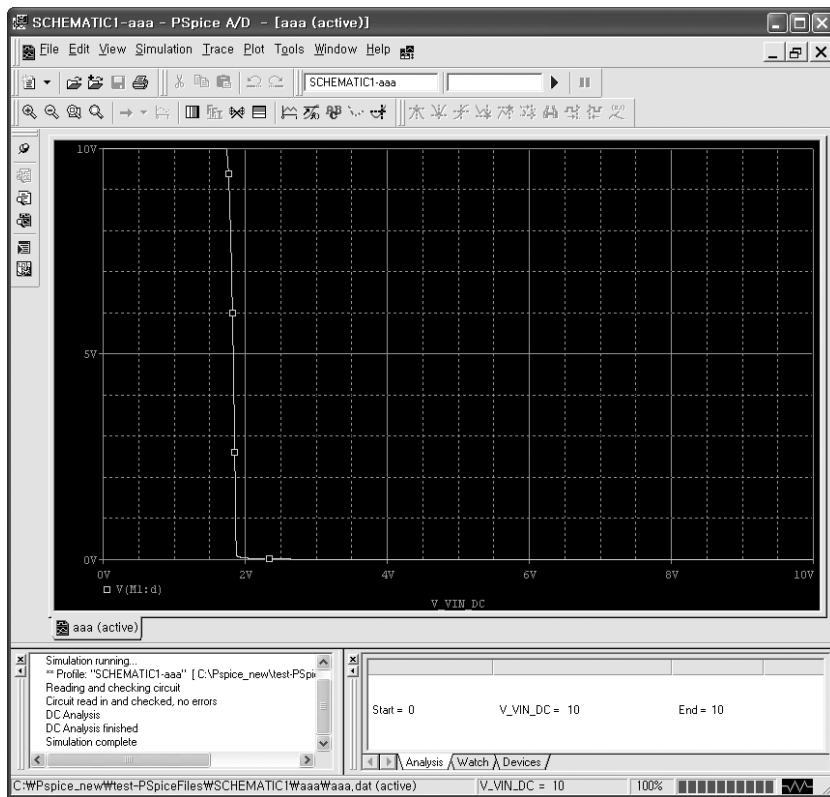 SCHEMATIC1-aaa - PSpice A/D - [aaa (active)]
File Edit View Simulation Trace Plot Tools Window Help
SCHEMATIC1-aaa
10V
5V
0V
0V 2V 4V 6V 8V 10V
V(M1:d)
V_VIN_DC
aaa (active)
Simulation running...
** Profile: "SCHEMATIC1-aaa" [ C:\Pspice_new\test-PSpi
Reading and checking circuit
Circuit read in and checked, no errors
DC Analysis
DC Analysis finished
Simulation complete
Start = 0 V_VIN_DC = 10 End = 10
Analysis Watch Devices
C:₩Pspice_new₩test-PSpiceFiles₩SCHEMATIC1₩aaa₩aaa.dat (active) V_VIN_DC = 10 100%